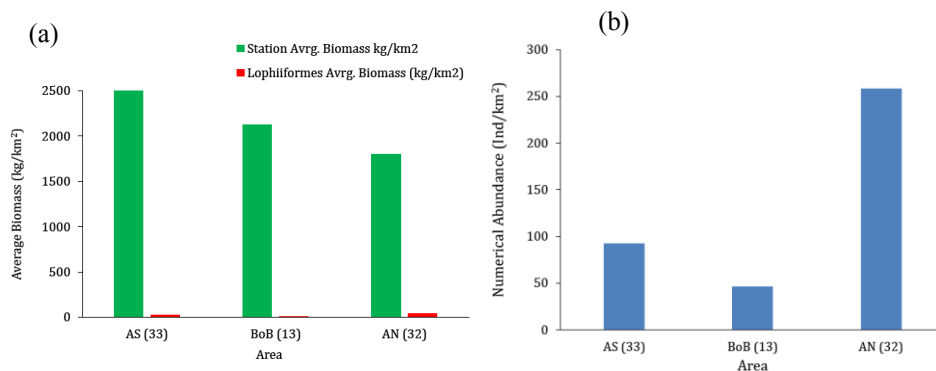 (a)
Station Avrg. Biomass kg/km2
Lophiiformes Avrg. Biomass (kg/km2)
Average Biomass (kg/km²)
2500
2000
1500
1000
500
0
AS (33) BoB (13) AN (32)
Area
(b)
Numerical Abundance (Ind/km²)
300
250
200
150
100
50
0
AS (33) BoB (13) AN (32)
Area